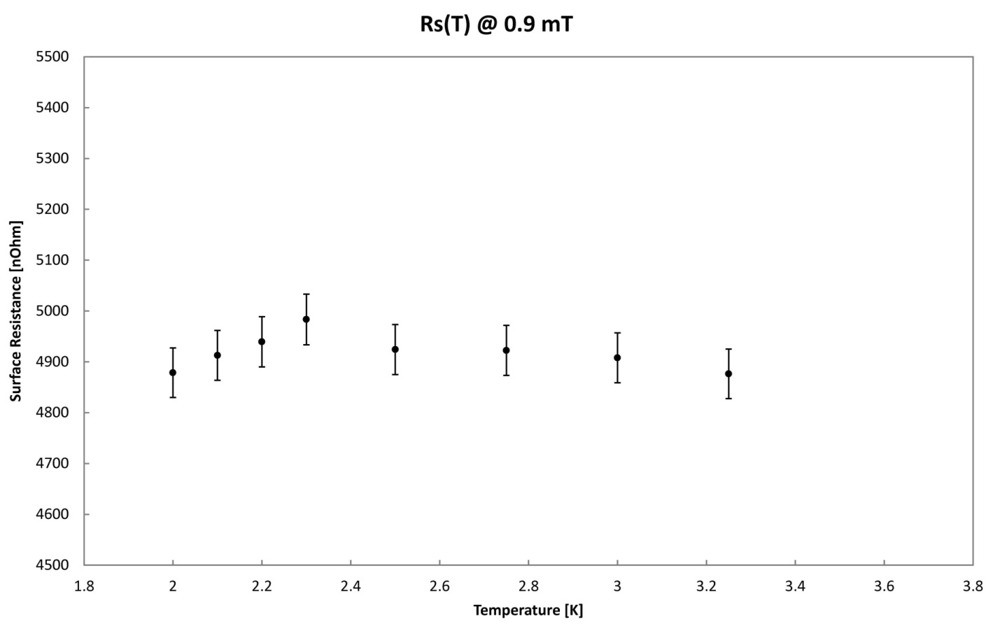 Rs(T) @ 0.9 mT
5500
5400
5300
5200
5100
5000
4900
4800
4700
4600
4500
Surface Resistance [nOhm]
1.8 2 2.2 2.4 2.6 2.8 3 3.2 3.4 3.6 3.8
Temperature [K]